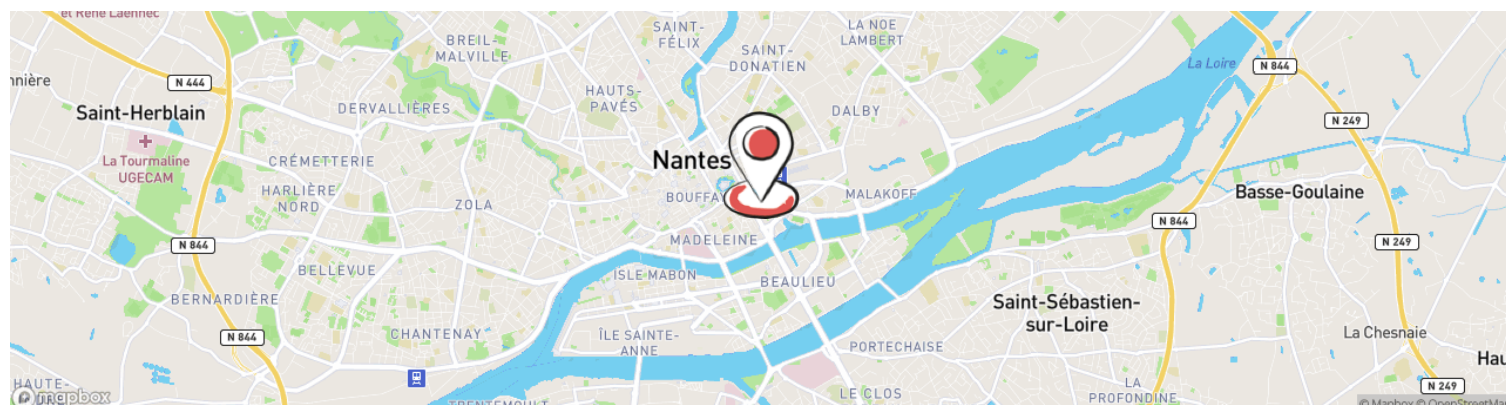 et René Laennec
SAINT-
FÉLIX
LA NOE
LAMBERT
BREIL-
MALVILLE
SAINT-
DONATIEN
La Loire
N 844
N 444
HAUTS-
PAVÉS
DERVALLIÈRES
DALBY
Saint-Herblain
N 249
La Tourmaline
UGECAM
CRÉMETTERIE
Nantes
HARLIÈRE
NORD
ZOLA
MALAKOFF
Basse-Goulaine
N 844
N 844
MADELEINE
N 249
BELLEVUE
ISLE MABON
BEAULIEU
BERNARDIÈRE
Saint-Sébastien-
sur-Loire
CHANTENAY
ÎLE SAINTE-
ANNE
N 844
PORTECHAISE
La Chesnaie
LA
PROFONDINE
N 249
LE CLOS
HAUTE-
mapbox
© Mapbox © OpenStreetMap